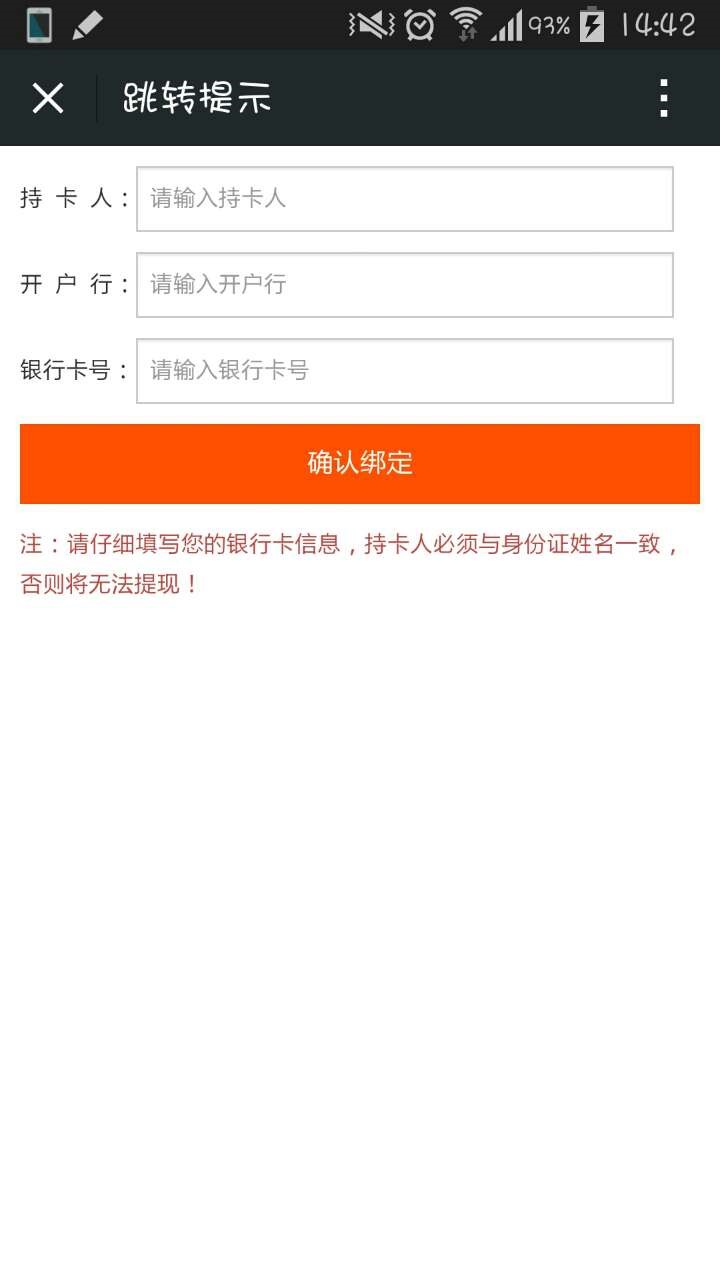 93% 14:42
跳转提示
持 卡 人：请输入持卡人
开 户 行：请输入开户行
银行卡号：请输入银行卡号
确认绑定
注：请仔细填写您的银行卡信息，持卡人必须与身份证姓名一致，
否则将无法提现！